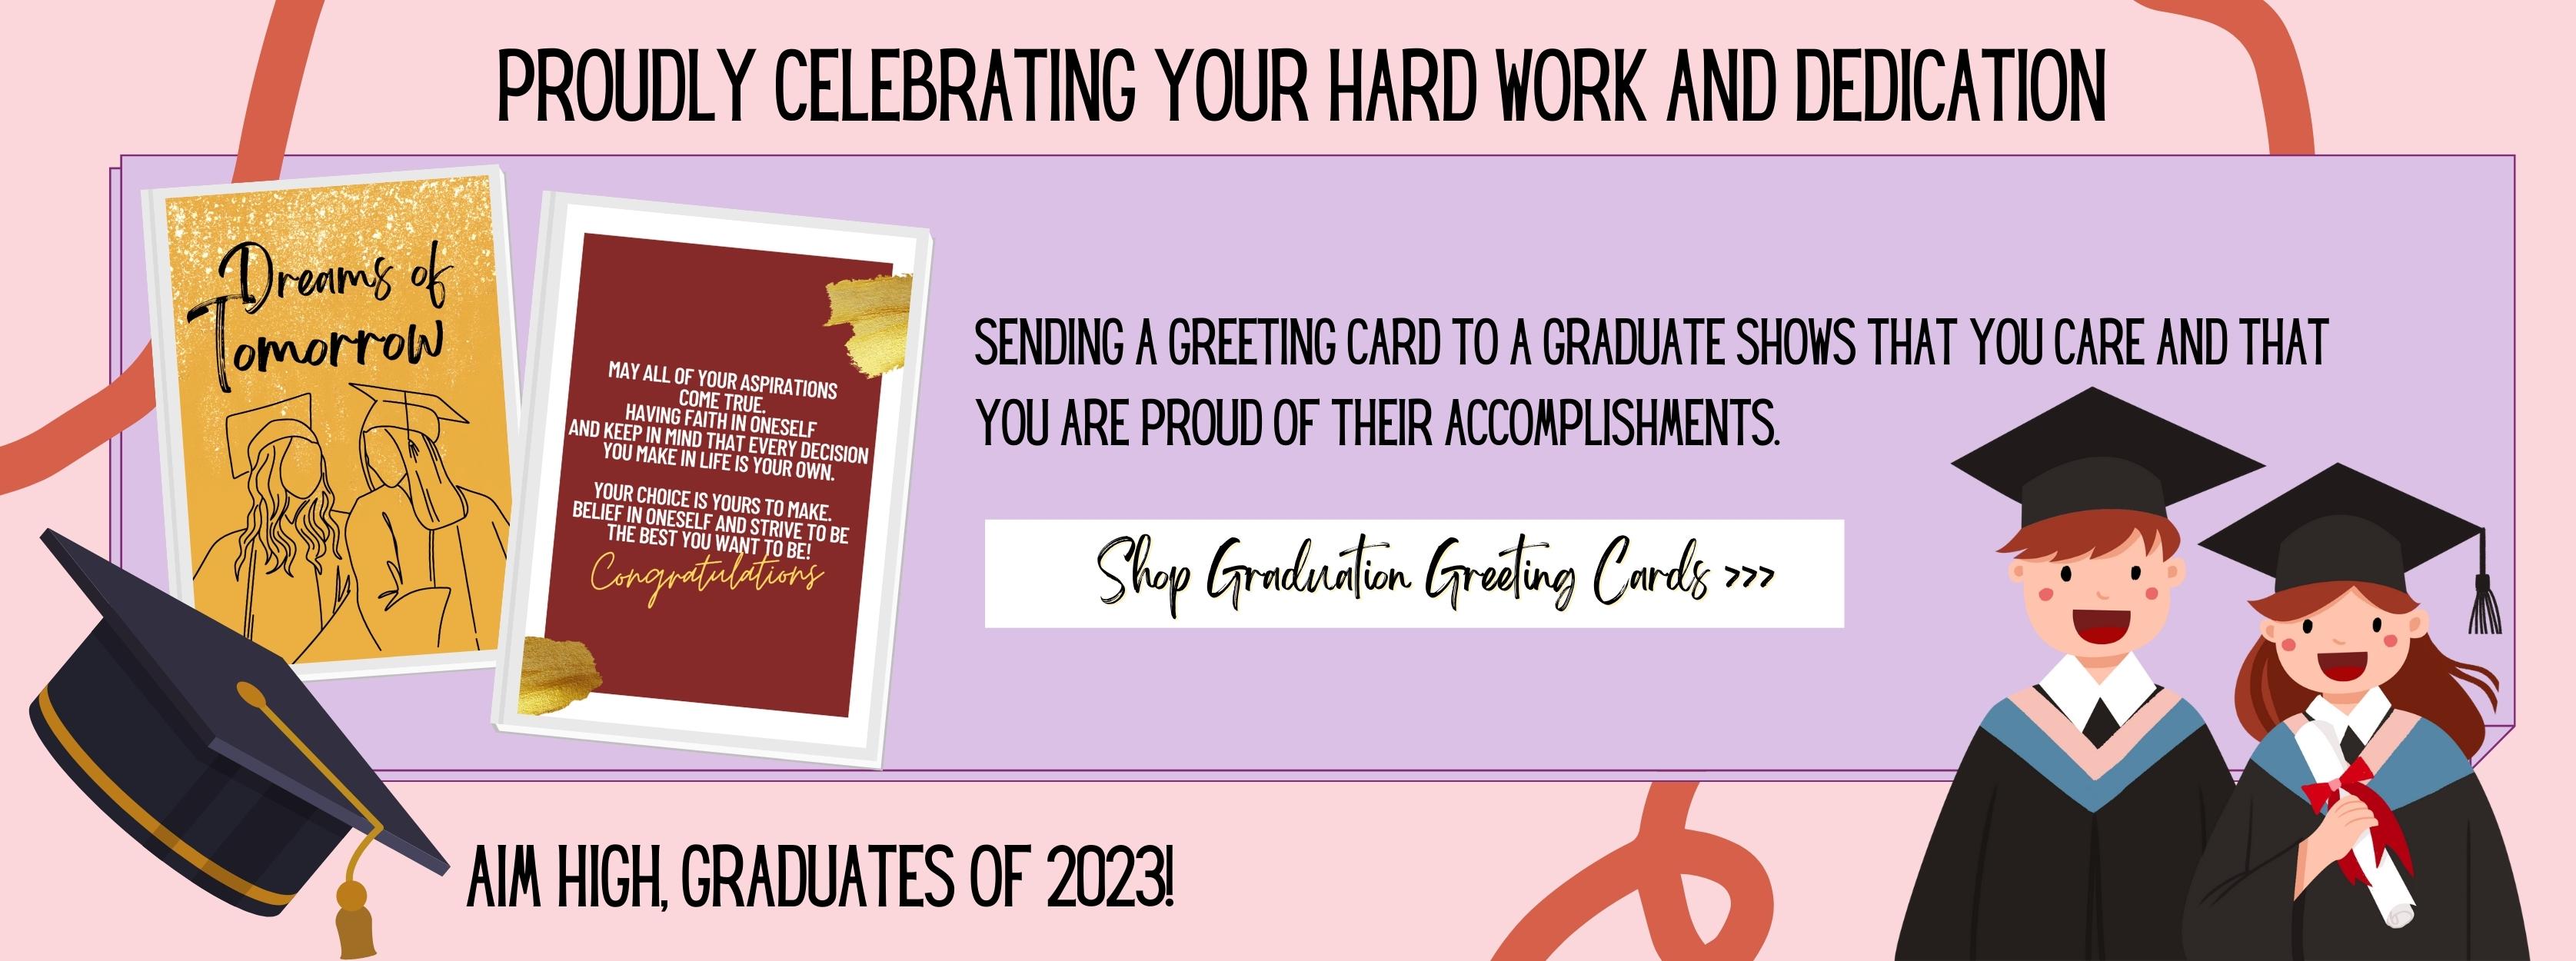 PROUDLY CELEBRATING YOUR HARD WORK AND DEDICATION
Dreams of
Tomorrow
MAY ALL OF YOUR ASPIRATIONS
COME TRUE.
HAVING FAITH IN ONESELF
AND KEEP IN MIND THAT EVERY DECISION
YOU MAKE IN LIFE IS YOUR OWN.
YOUR CHOICE IS YOURS TO MAKE.
BELIEF IN ONESELF AND STRIVE TO BE
THE BEST YOU WANT TO BE!
Congratulations
SENDING A GREETING CARD TO A GRADUATE SHOWS THAT YOU CARE AND THAT
YOU ARE PROUD OF THEIR ACCOMPLISHMENTS.
Shop Graduation Greeting Cards >>>
AIM HIGH, GRADUATES OF 2023!